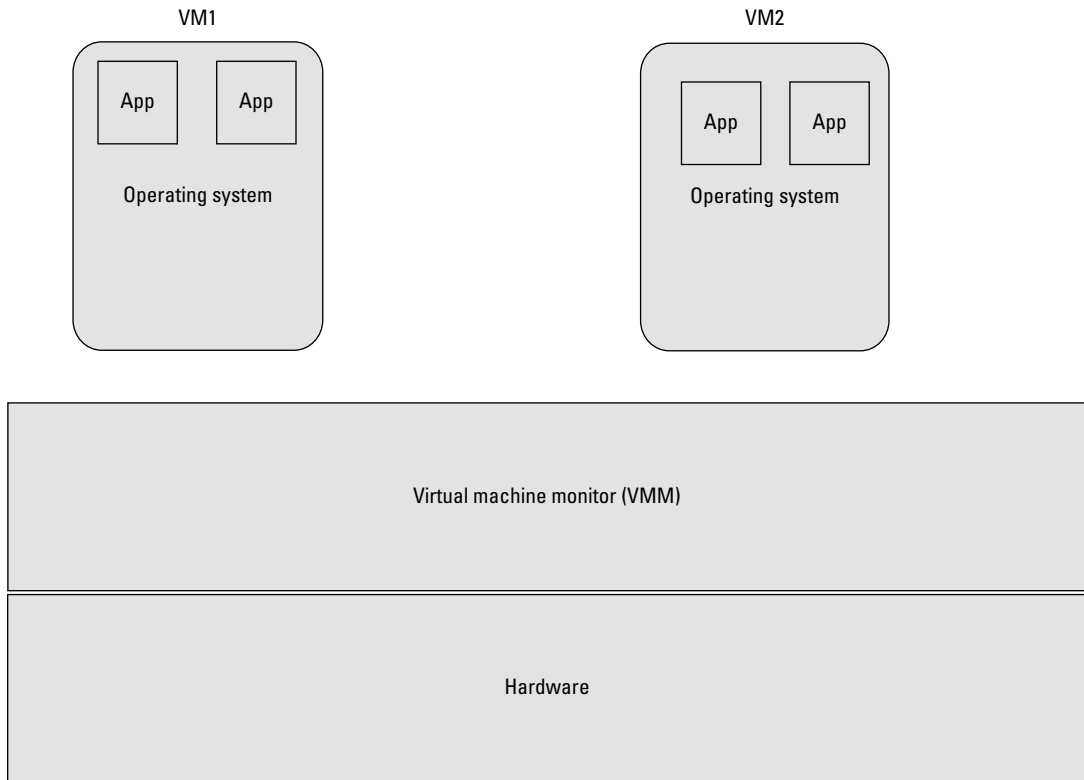 VM1
VM2
App
App
App
App
Operating system
Operating system
Virtual machine monitor (VMM)
Hardware